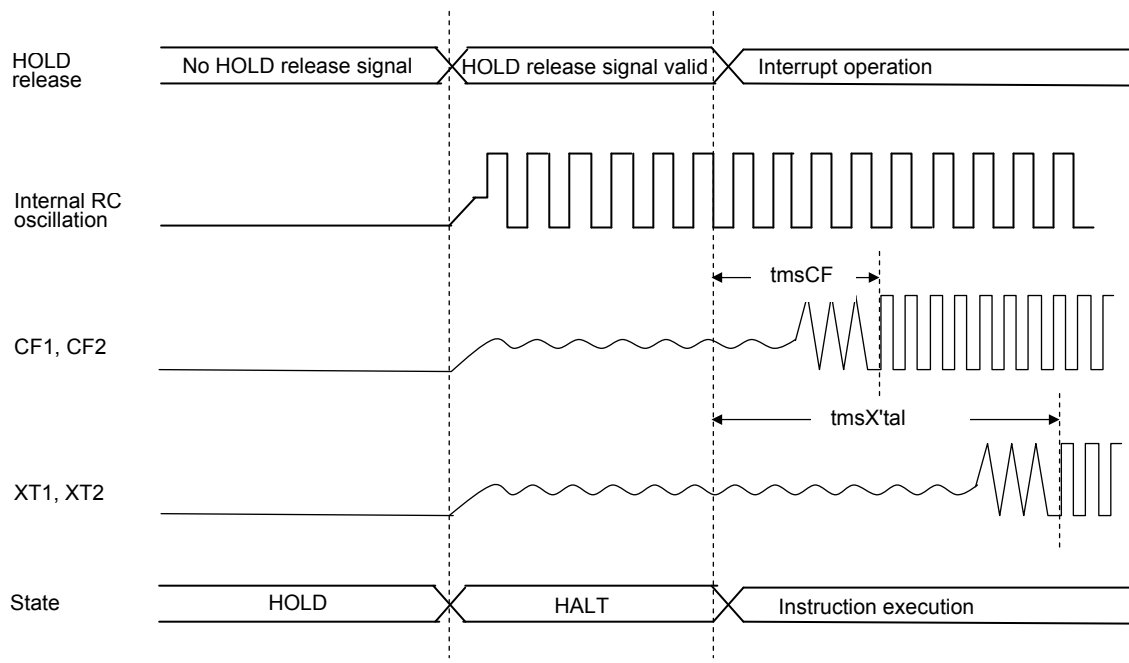 HOLD
release
No HOLD release signal
HOLD release signal valid
Interrupt operation
Internal RC
oscillation
tmsCF
CF1, CF2
tmsX'tal
XT1, XT2
State
HOLD
HALT
Instruction execution